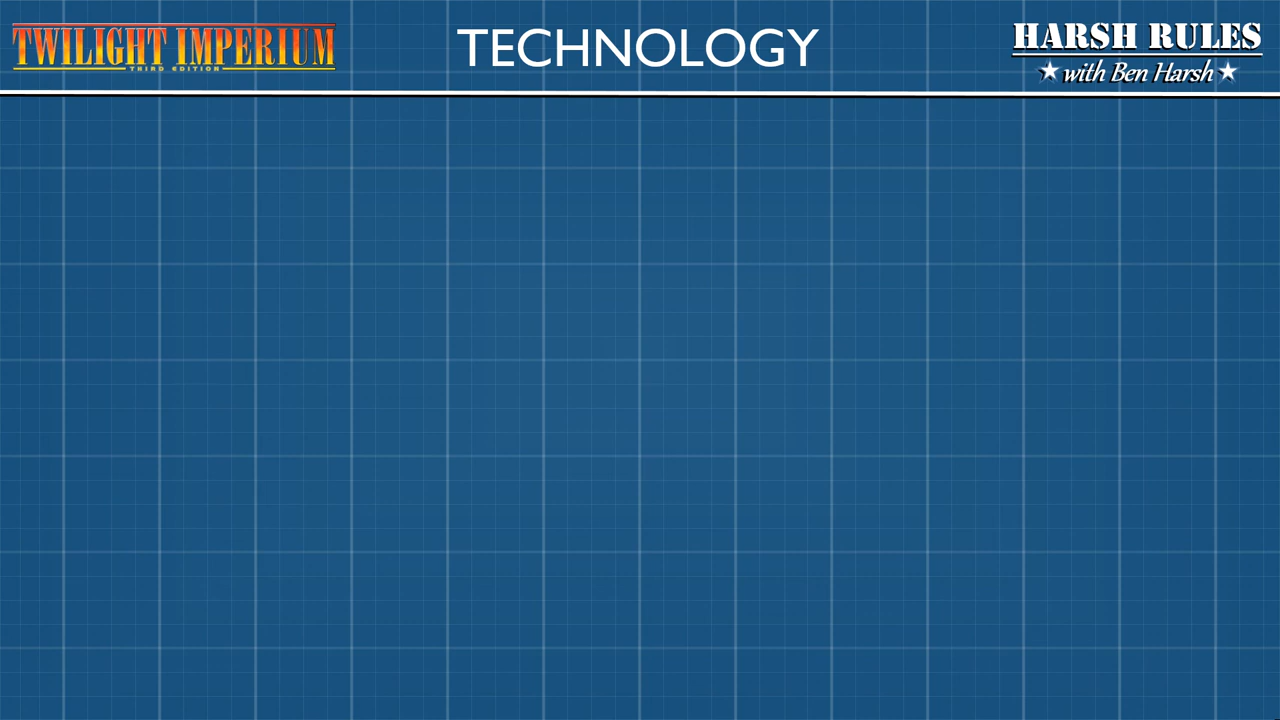 TWILIGHT IMPERIUM
THIRD EDITION
TECHNOLOGY
HARSH RULES
with Ben Harsh